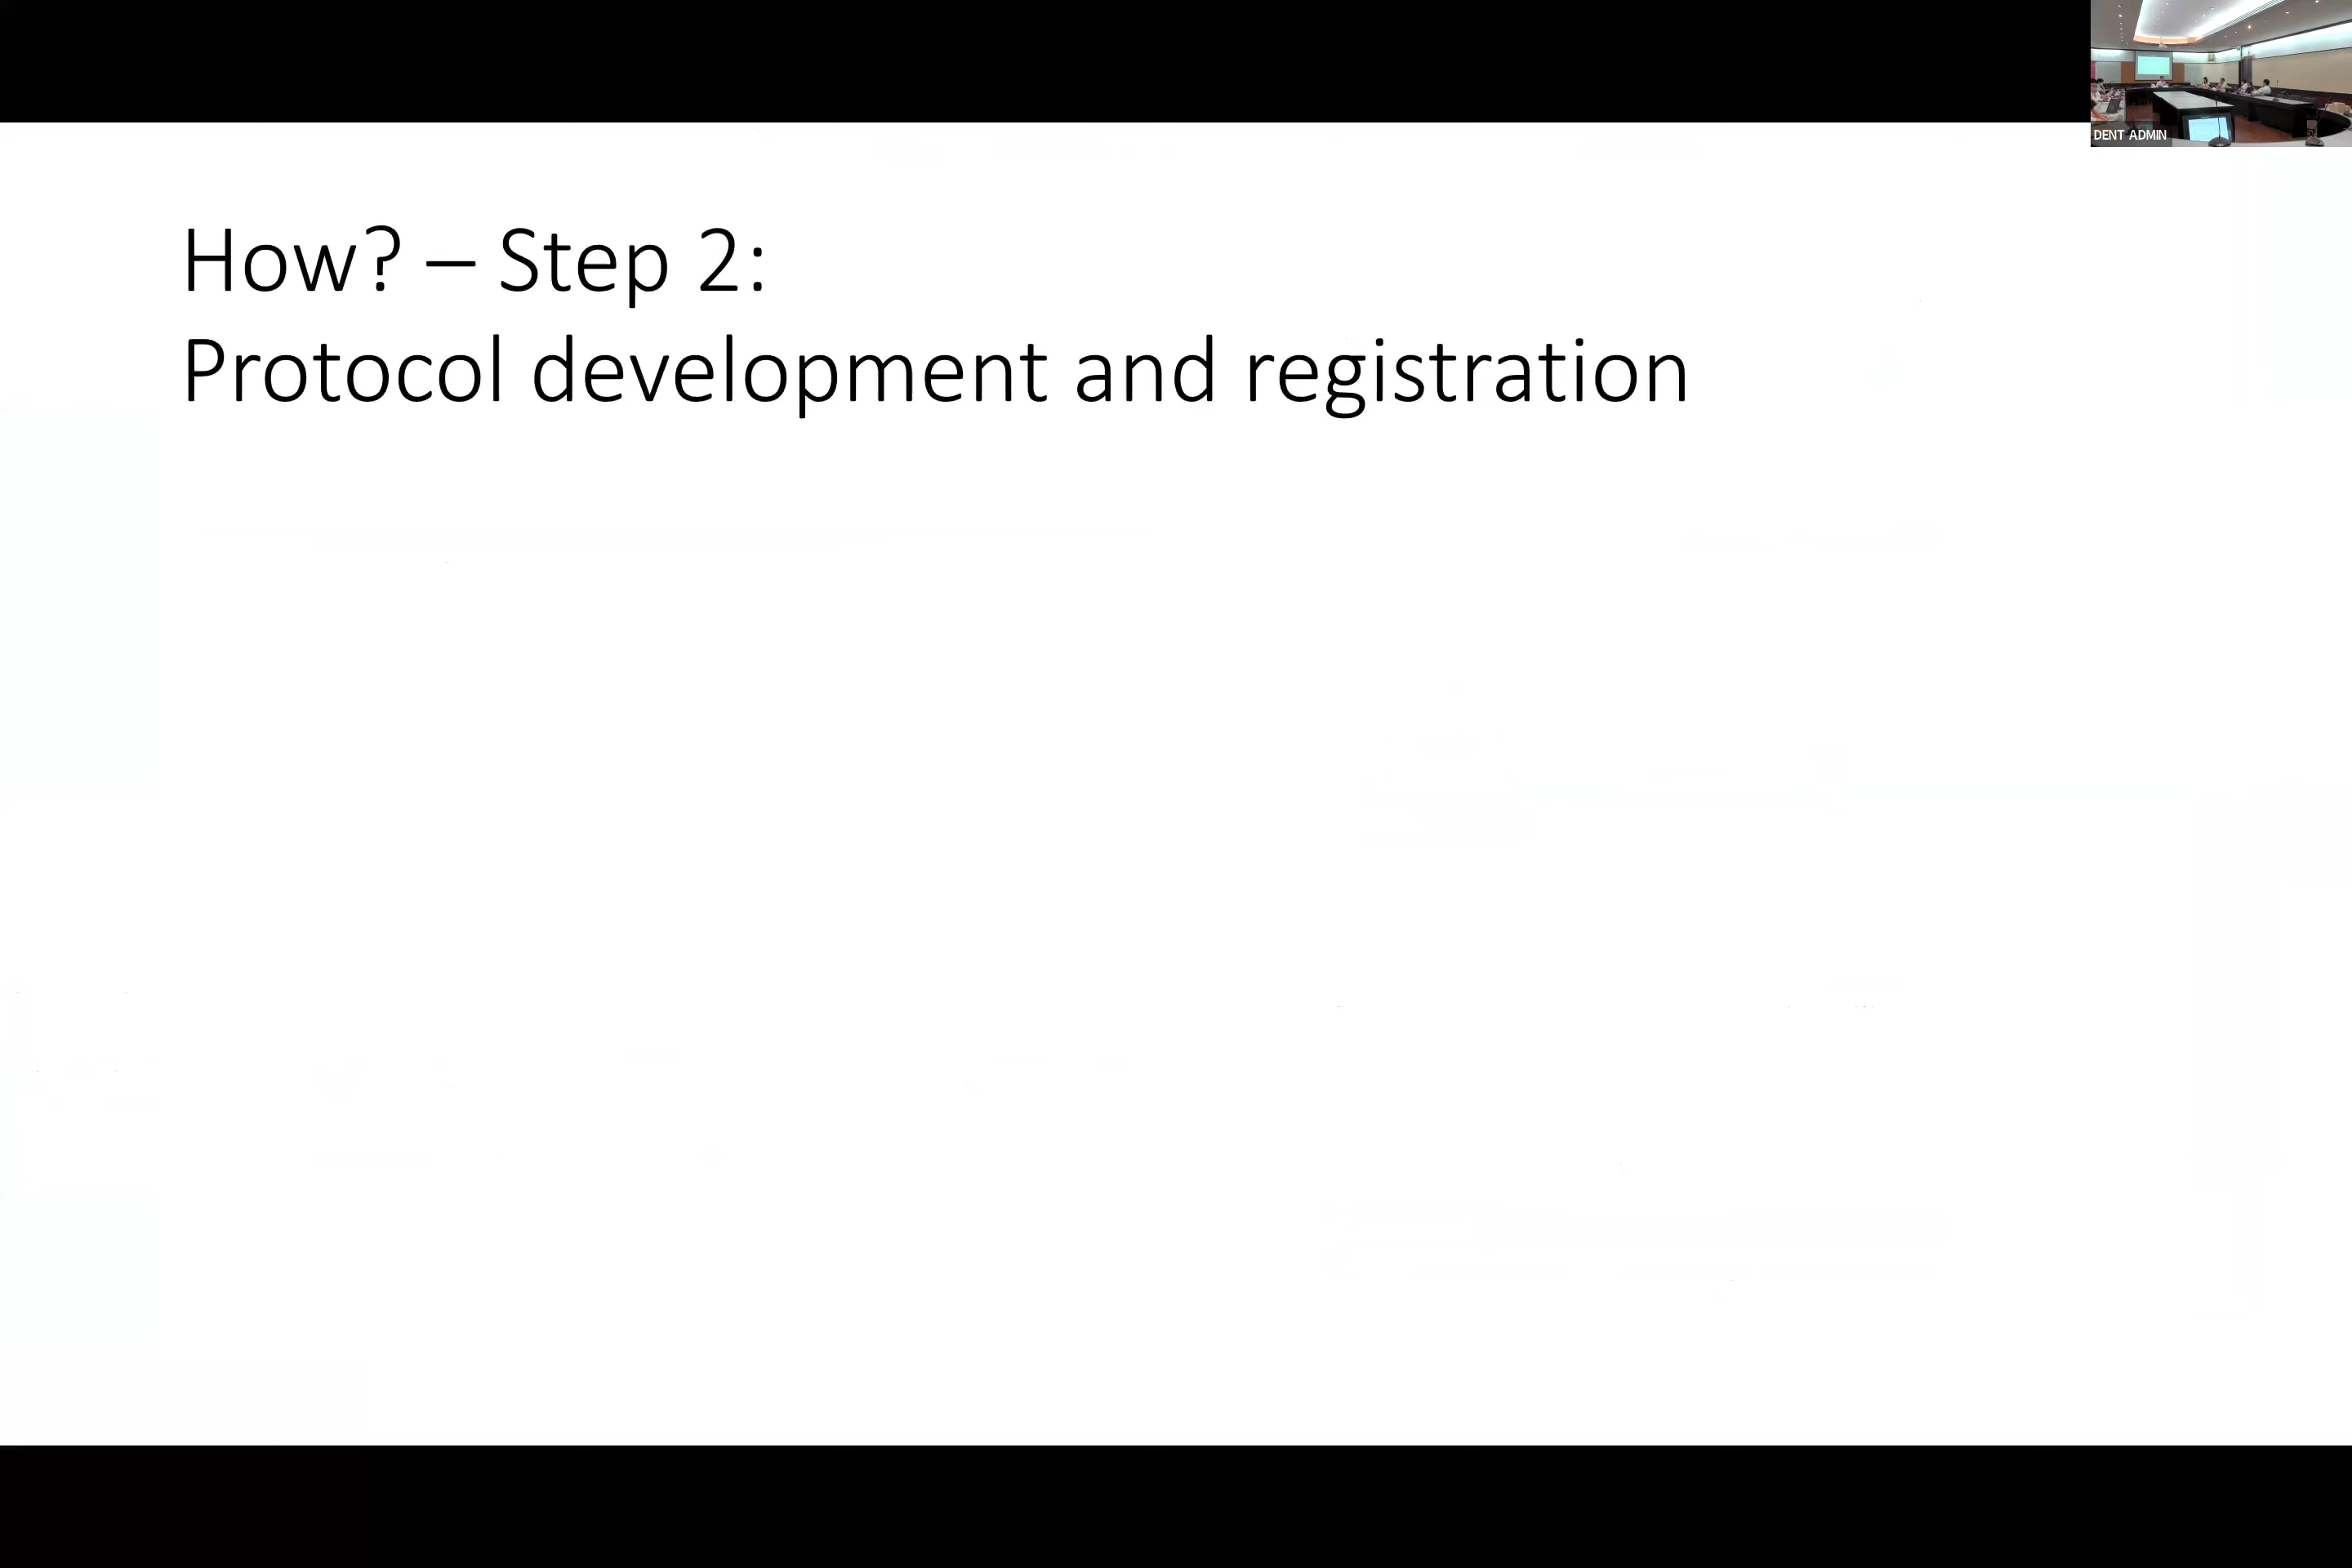 DENT ADMIN
How? – Step 2:
Protocol development and registration